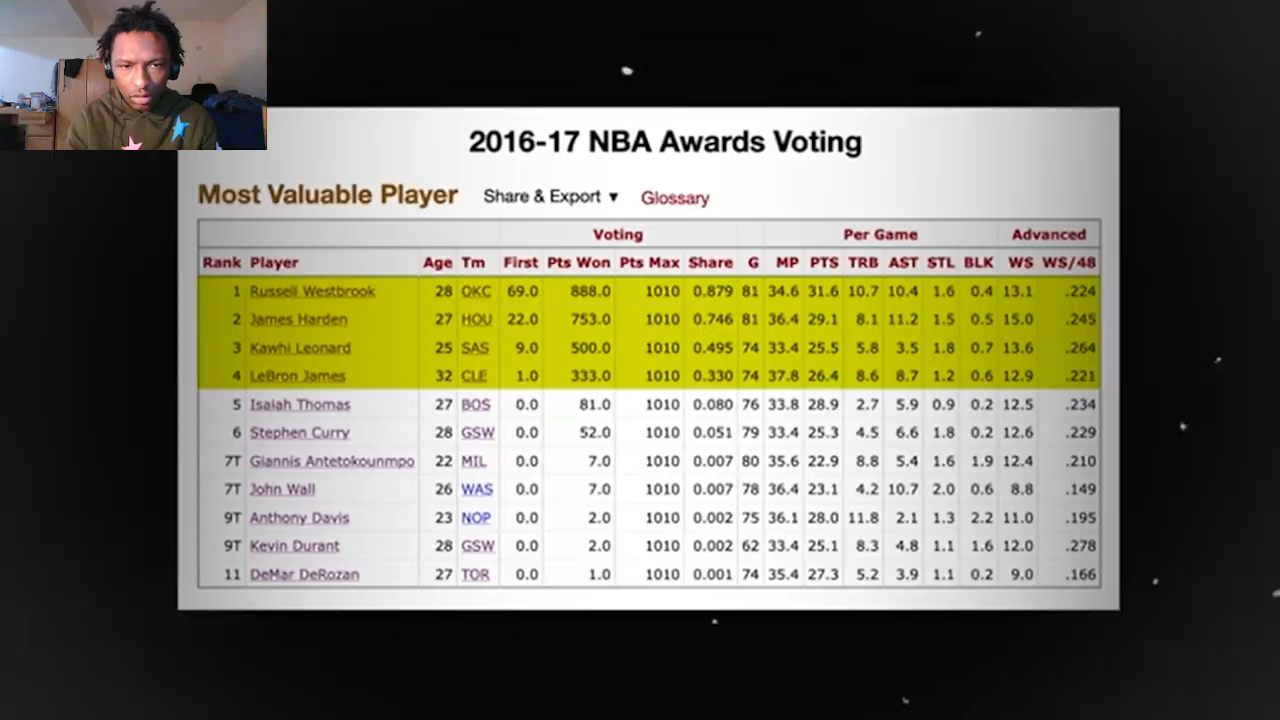 2016-17 NBA Awards Voting
Most Valuable Player Share & Export ▼ Glossary
Voting Per Game Advanced
Rank Player Age Tm First Pts Won Pts Max Share G MP PTS TRB AST STL BLK WS WS/48
1 Russell Westbrook 28 OKC 69.0 888.0 1010 0.879 81 34.6 31.6 10.7 10.4 1.6 0.4 13.1 .224
2 James Harden 27 HOU 22.0 753.0 1010 0.746 81 36.4 29.1 8.1 11.2 1.5 0.5 15.0 .245
3 Kawhi Leonard 25 SAS 9.0 500.0 1010 0.495 74 33.4 25.5 5.8 3.5 1.8 0.7 13.6 .264
4 LeBron James 32 CLE 1.0 333.0 1010 0.330 74 37.8 26.4 8.6 8.7 1.2 0.6 12.9 .221
5 Isaiah Thomas 27 BOS 0.0 81.0 1010 0.080 76 33.8 28.9 2.7 5.9 0.9 0.2 12.5 .234
6 Stephen Curry 28 GSW 0.0 52.0 1010 0.051 79 33.4 25.3 4.5 6.6 1.8 0.2 12.6 .229
7T Giannis Antetokounmpo 22 MIL 0.0 7.0 1010 0.007 80 35.6 22.9 8.8 5.4 1.6 1.9 12.4 .210
7T John Wall 26 WAS 0.0 7.0 1010 0.007 78 36.4 23.1 4.2 10.7 2.0 0.6 8.8 .149
9T Anthony Davis 23 NOP 0.0 2.0 1010 0.002 75 36.1 28.0 11.8 2.1 1.3 2.2 11.0 .195
9T Kevin Durant 28 GSW 0.0 2.0 1010 0.002 62 33.4 25.1 8.3 4.8 1.1 1.6 12.0 .278
11 DeMar DeRozan 27 TOR 0.0 1.0 1010 0.001 74 35.4 27.3 5.2 3.9 1.1 0.2 9.0 .166